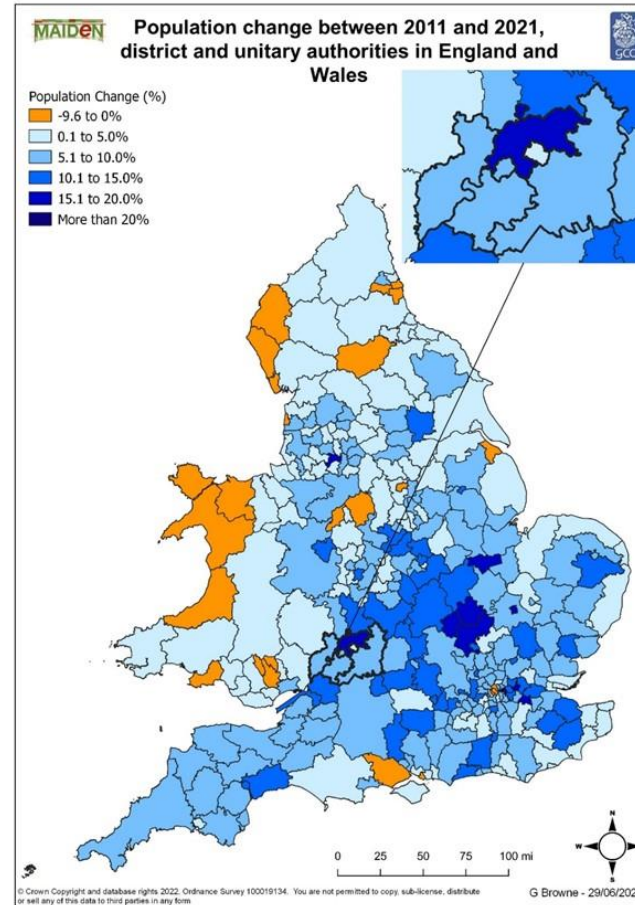 MAIDEN
Population change between 2011 and 2021,
district and unitary authorities in England and
Wales
GCC
Population Change (%)
-9.6 to 0%
0.1 to 5.0%
5.1 to 10.0%
10.1 to 15.0%
15.1 to 20.0%
More than 20%
N
W E
S
0 25 50 75 100 mi
© Crown Copyright and database rights 2022. Ordnance Survey 100019134. You are not permitted to copy, sub-license, distribute
or sell any of this data to third parties in any form
G Browne - 29/06/202